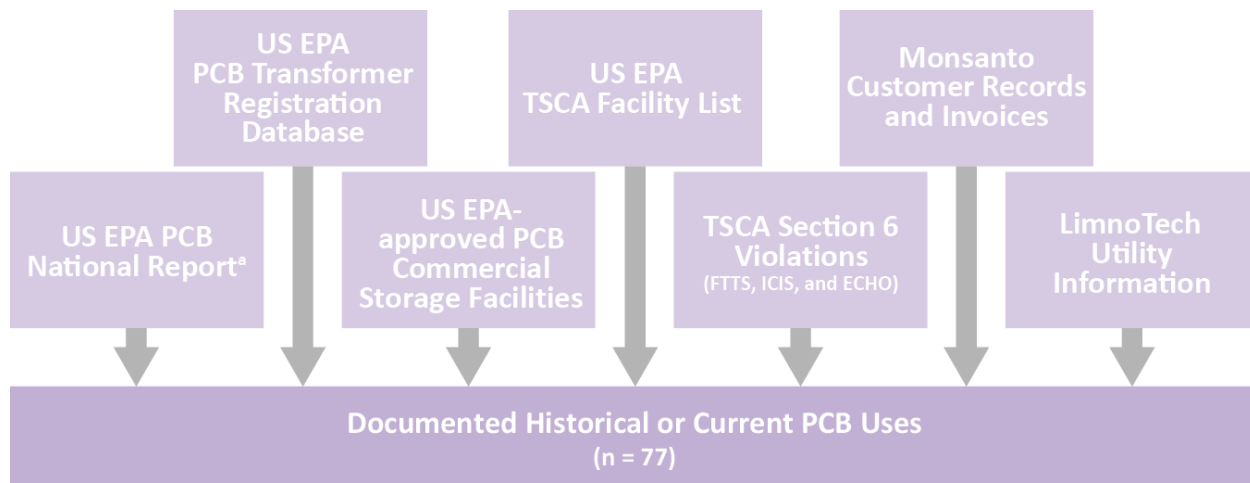 US EPA
PCB Transformer
Registration
Database
US EPA
TSCA Facility List
Monsanto
Customer Records
and Invoices
US EPA PCB
National Reportᵃ
US EPA-
approved PCB
Commercial
Storage Facilities
TSCA Section 6
Violations
(FTTS, ICIS, and ECHO)
LimnoTech
Utility
Information
Documented Historical or Current PCB Uses
(n = 77)